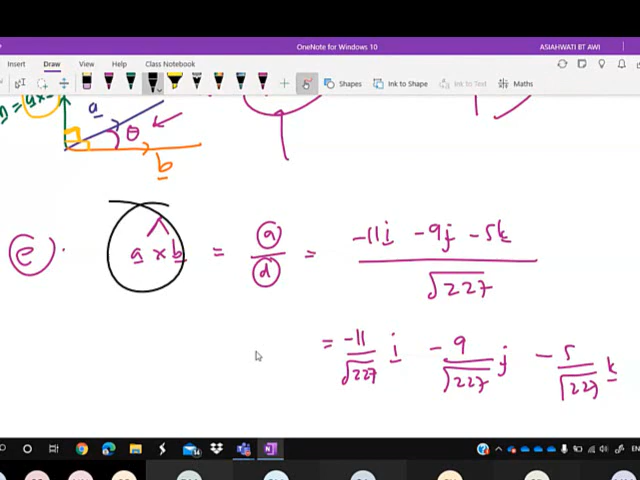 OneNote for Windows 10 ASIAHWATI BT AWI
Insert Draw View Help Class Notebook
Shapes Ink to Shape Ink to Text Maths
a
θ
b
e. a × b = a / d = -11i - 9j - 5k / √227
= -11/√227 i - 9/√227 j - 5/√227 k